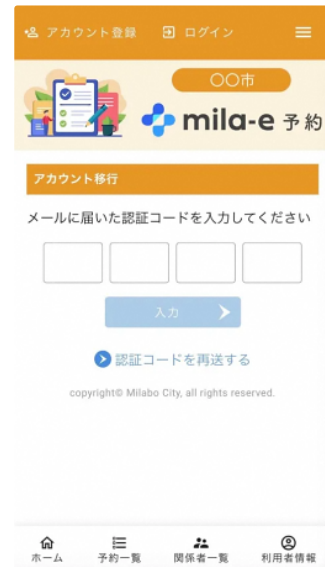 アカウント登録 ログイン
〇〇市
mila-e 予約
アカウント移行
メールに届いた認証コードを入力してください
入力
認証コードを再送する
copyright© Milabo City, all rights reserved.
ホーム 予約一覧 関係者一覧 利用者情報